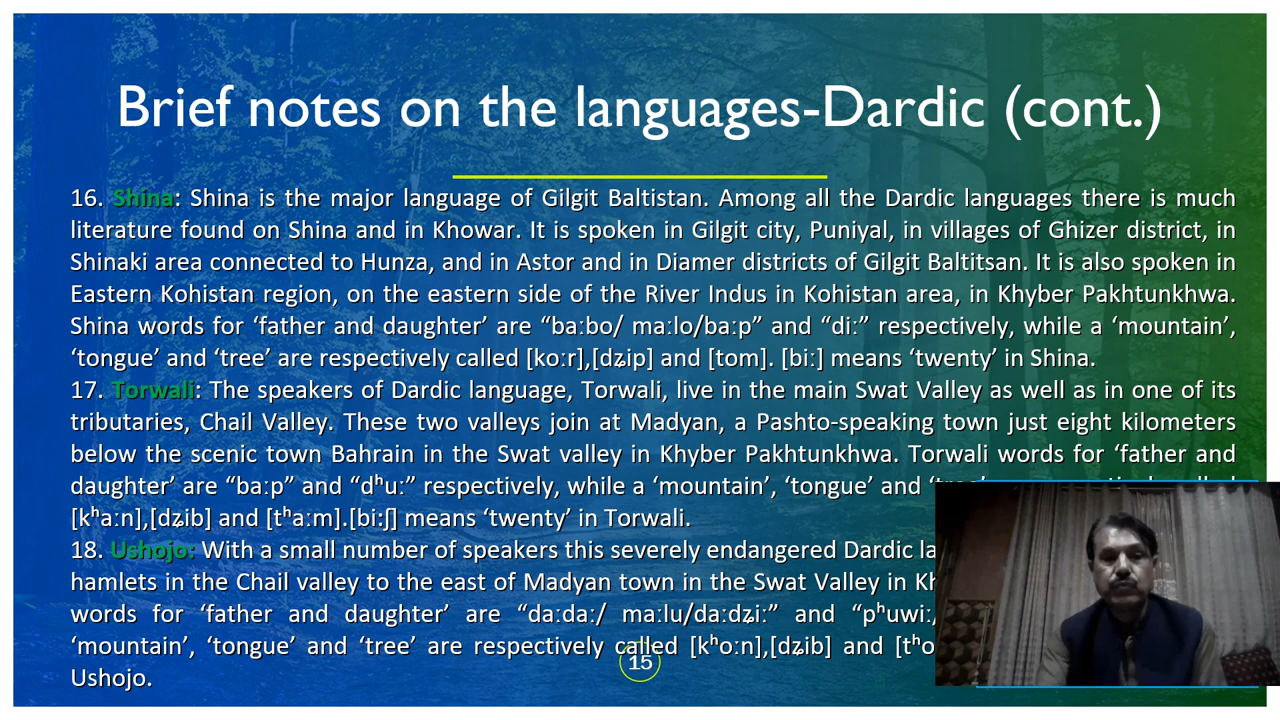 Brief notes on the languages-Dardic (cont.)
16. Shina: Shina is the major language of Gilgit Baltistan. Among all the Dardic languages there is much
literature found on Shina and in Khowar. It is spoken in Gilgit city, Puniyal, in villages of Ghizer district, in
Shinaki area connected to Hunza, and in Astor and in Diamer districts of Gilgit Baltitsan. It is also spoken in
Eastern Kohistan region, on the eastern side of the River Indus in Kohistan area, in Khyber Pakhtunkhwa.
Shina words for ‘father and daughter’ are “baːbo/ maːlo/baːp” and “diː” respectively, while a ‘mountain’,
‘tongue’ and ‘tree’ are respectively called [koːr],[dʑip] and [tom]. [biː] means ‘twenty’ in Shina.
17. Torwali: The speakers of Dardic language, Torwali, live in the main Swat Valley as well as in one of its
tributaries, Chail Valley. These two valleys join at Madyan, a Pashto-speaking town just eight kilometers
below the scenic town Bahrain in the Swat valley in Khyber Pakhtunkhwa. Torwali words for ‘father and
daughter’ are “baːp” and “dʰuː” respectively, while a ‘mountain’, ‘tongue’ and
[kʰaːn],[dʑib] and [tʰaːm].[biːʃ] means ‘twenty’ in Torwali.
18. Ushojo: With a small number of speakers this severely endangered Dardic
hamlets in the Chail valley to the east of Madyan town in the Swat Valley in
words for ‘father and daughter’ are “daːdaː/ maːlu/daːdʑiː” and “pʰuwiː
‘mountain’, ‘tongue’ and ‘tree’ are respectively called [kʰoːn],[dʑib] and
Ushojo.
15